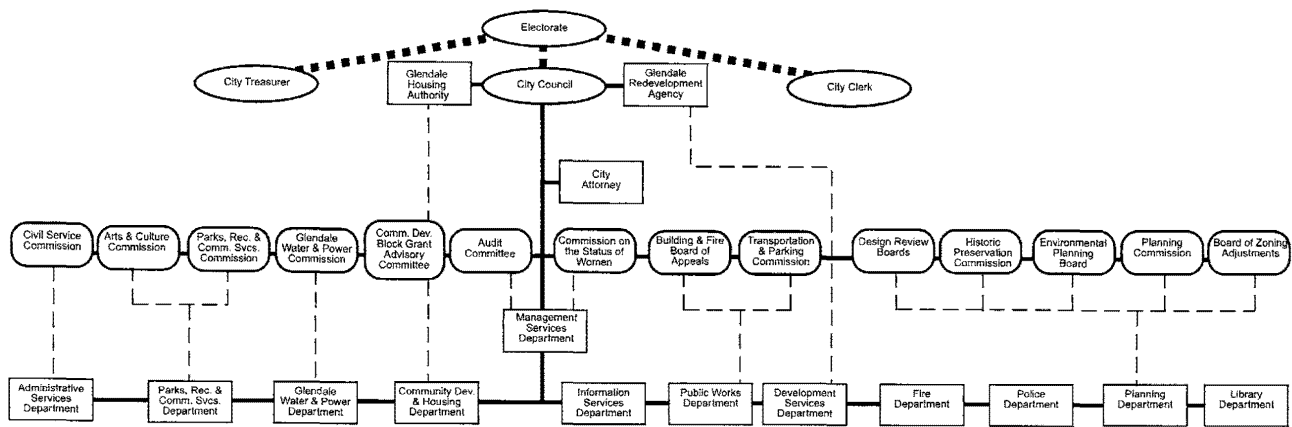 Electorate
City Treasurer
Glendale
Housing
Authority
City Council
Glendale
Redevelopment
Agency
City Clerk
City
Attorney
Civil Service
Commission
Arts & Culture
Commission
Parks, Rec. &
Comm. Svcs.
Commission
Glendale
Water & Power
Commission
Comm. Dev.
Block Grant
Advisory
Committee
Audit
Committee
Commission on
the Status of
Women
Building & Fire
Board of
Appeals
Transportation
& Parking
Commission
Design Review
Boards
Historic
Preservation
Commission
Environmental
Planning Board
Planning
Commission
Board of Zoning
Adjustments
Management
Services
Department
Administrative
Services
Department
Parks, Rec. &
Comm. Svcs.
Department
Glendale
Water & Power
Department
Community Dev.
& Housing
Department
Information
Services
Department
Public Works
Department
Development
Services
Department
Fire
Department
Police
Department
Planning
Department
Library
Department